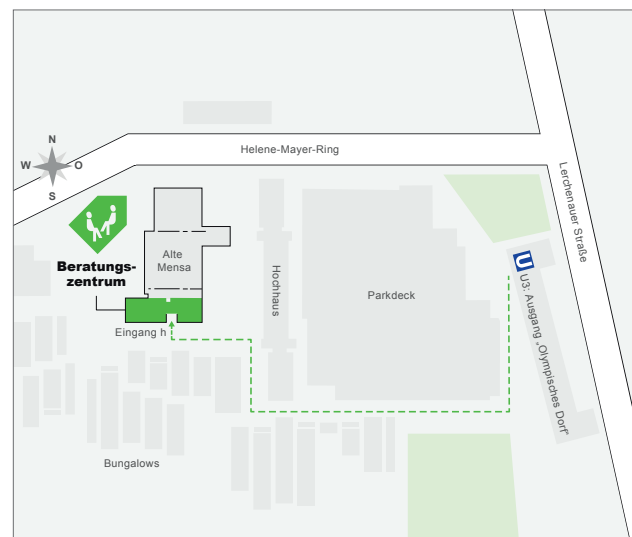 Helene-Mayer-Ring
N
W
O
S
Lerchenauer Straße
Beratungs-
zentrum
Alte
Mensa
Hochhaus
Parkdeck
U
U3: Ausgang „Olympisches Dorf“
Eingang h
Bungalows